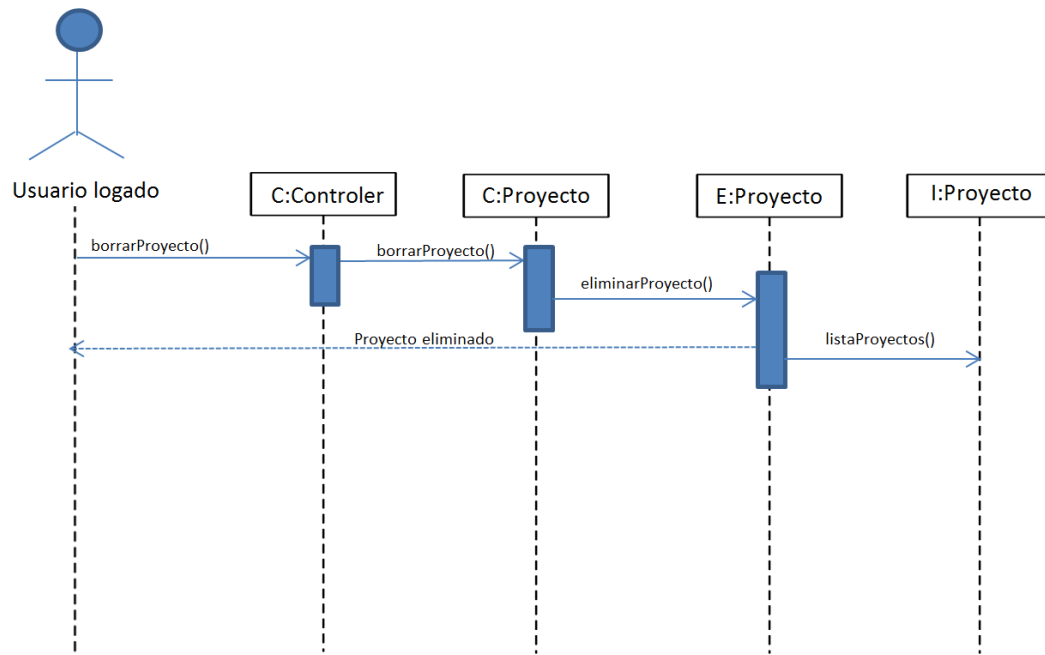 Usuario logado
C:Controler
C:Proyecto
E:Proyecto
I:Proyecto
borrarProyecto()
borrarProyecto()
eliminarProyecto()
Proyecto eliminado
listaProyectos()